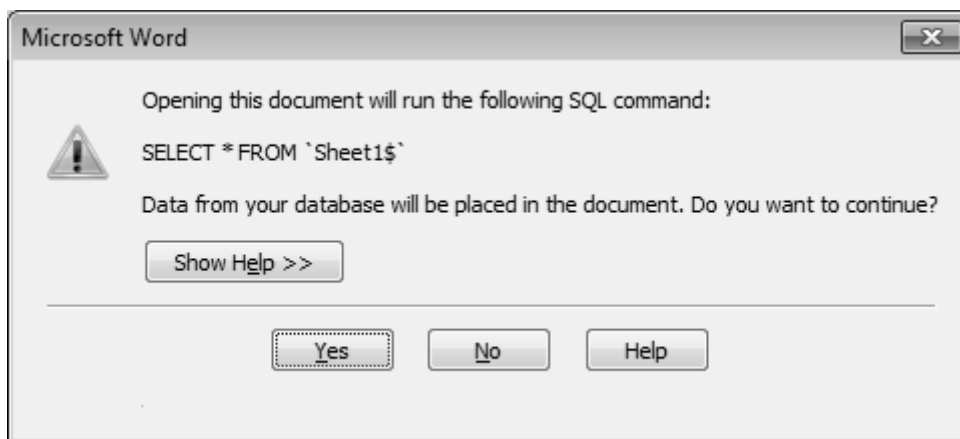 Microsoft Word
Opening this document will run the following SQL command:
SELECT * FROM `Sheet1$`
Data from your database will be placed in the document. Do you want to continue?
Show Help >>
Yes No Help